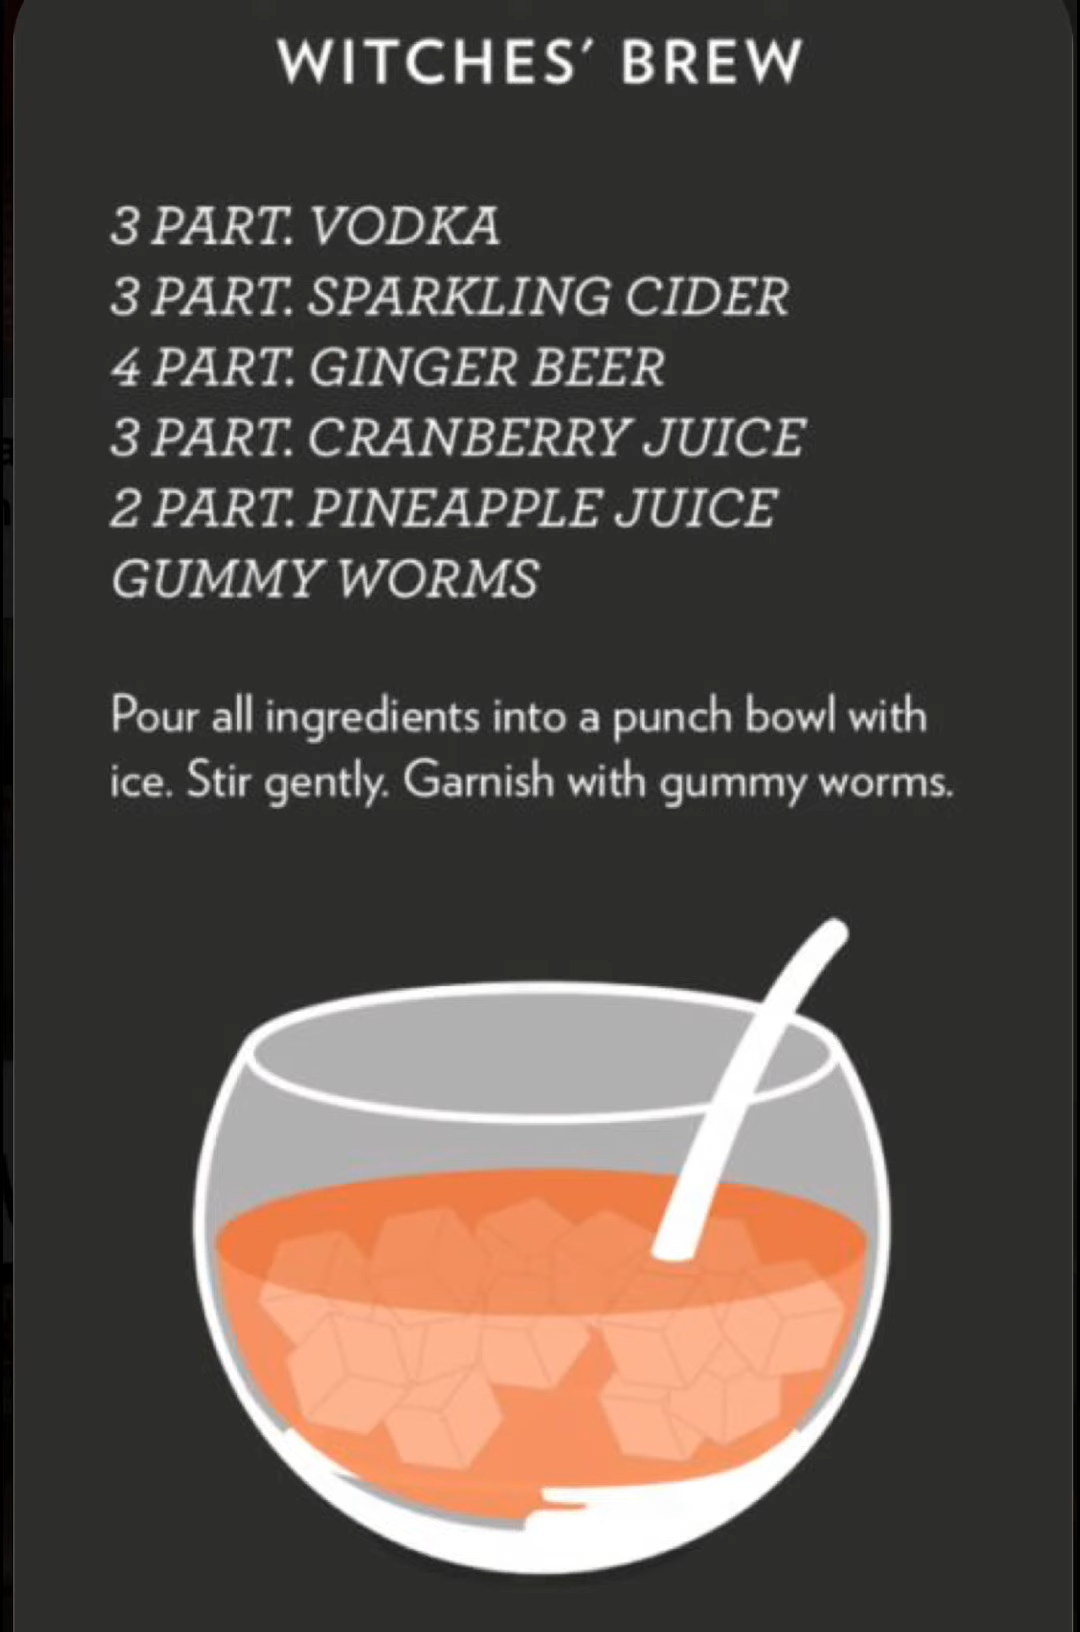 WITCHES' BREW
3 PART. VODKA
3 PART. SPARKLING CIDER
4 PART. GINGER BEER
3 PART. CRANBERRY JUICE
2 PART. PINEAPPLE JUICE
GUMMY WORMS
Pour all ingredients into a punch bowl with
ice. Stir gently. Garnish with gummy worms.